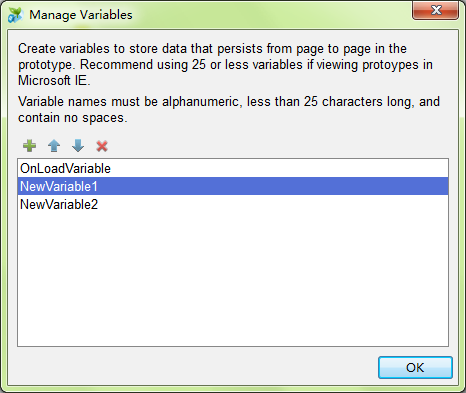 Manage Variables
Create variables to store data that persists from page to page in the
prototype. Recommend using 25 or less variables if viewing protoypes in
Microsoft IE.
Variable names must be alphanumeric, less than 25 characters long, and
contain no spaces.
OnLoadVariable
NewVariable1
NewVariable2
OK